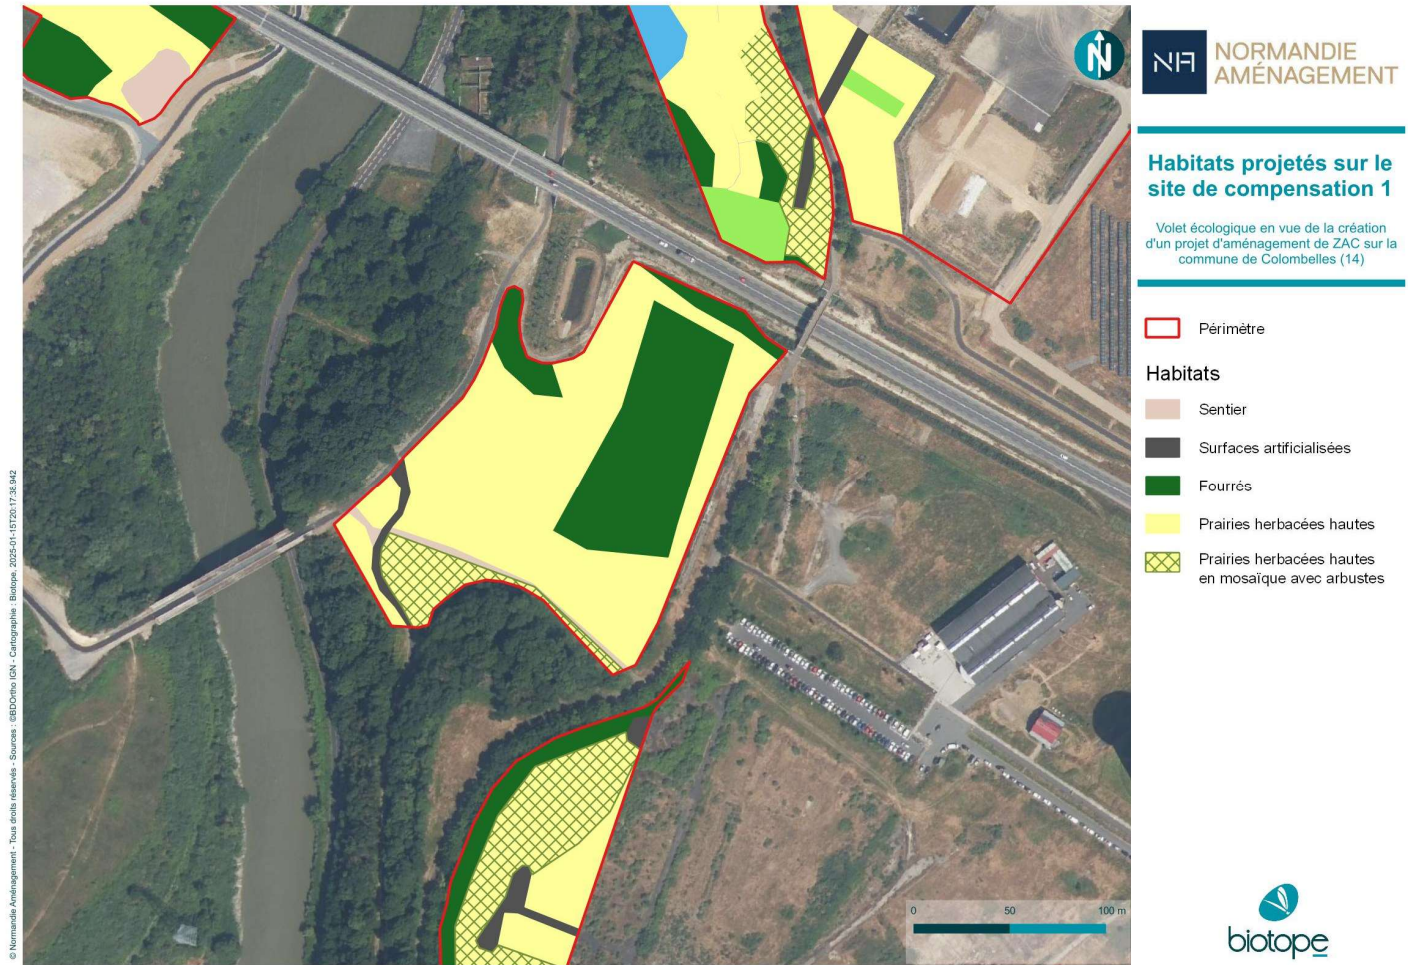 NA NORMANDIE
AMÉNAGEMENT
Habitats projetés sur le
site de compensation 1
Volet écologique en vue de la création
d'un projet d'aménagement de ZAC sur la
commune de Colombelles (14)
Périmètre
Habitats
Sentier
Surfaces artificialisées
Fourrés
Prairies herbacées hautes
Prairies herbacées hautes
en mosaïque avec arbustes
N
0 50 100 m
biotope
© Normandie Aménagement - Tous droits réservés - Sources : ©BDOrtho IGN - Cartographie : Biotope, 2025-01-15T20:17:38.942